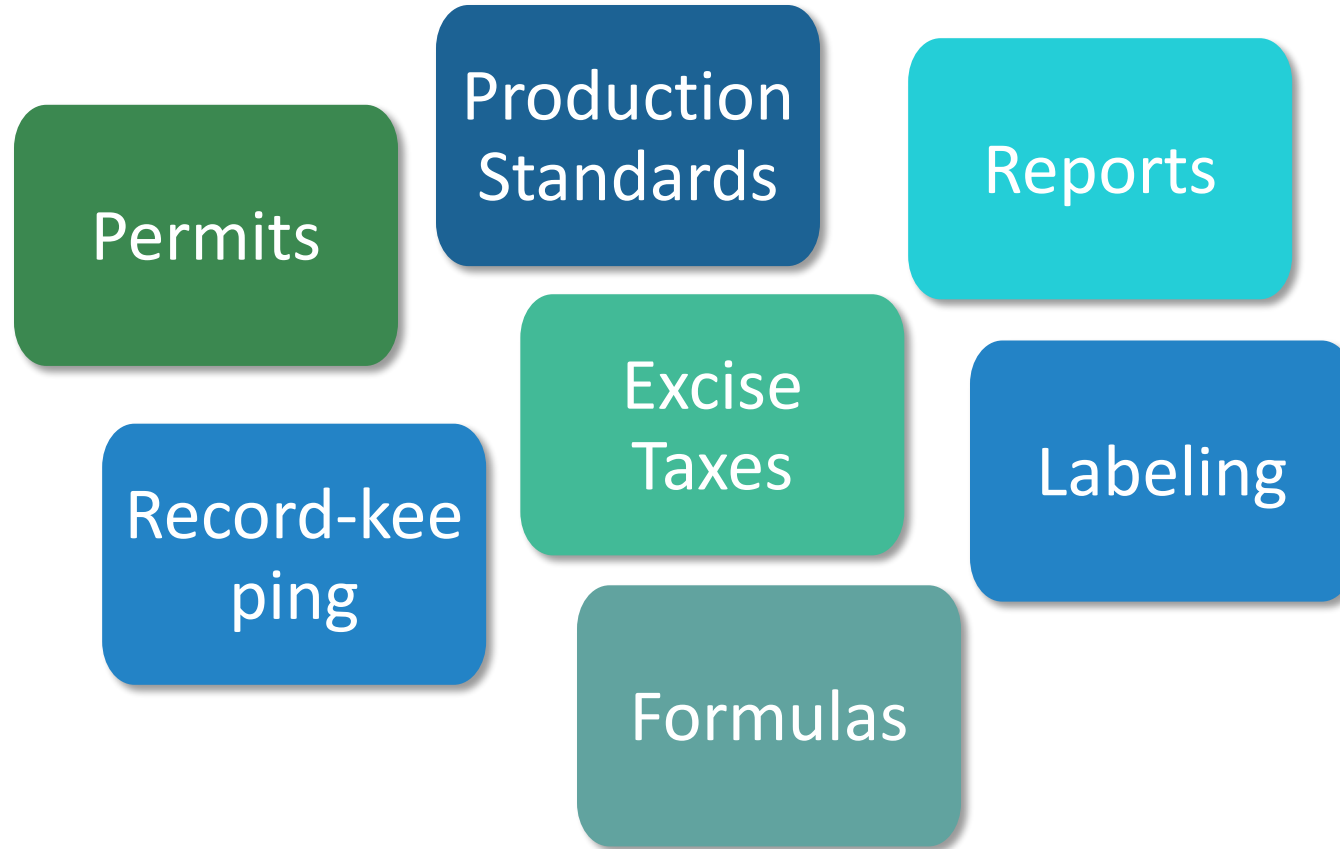 Permits
Production
Standards
Reports
Excise
Taxes
Labeling
Record-kee
ping
Formulas